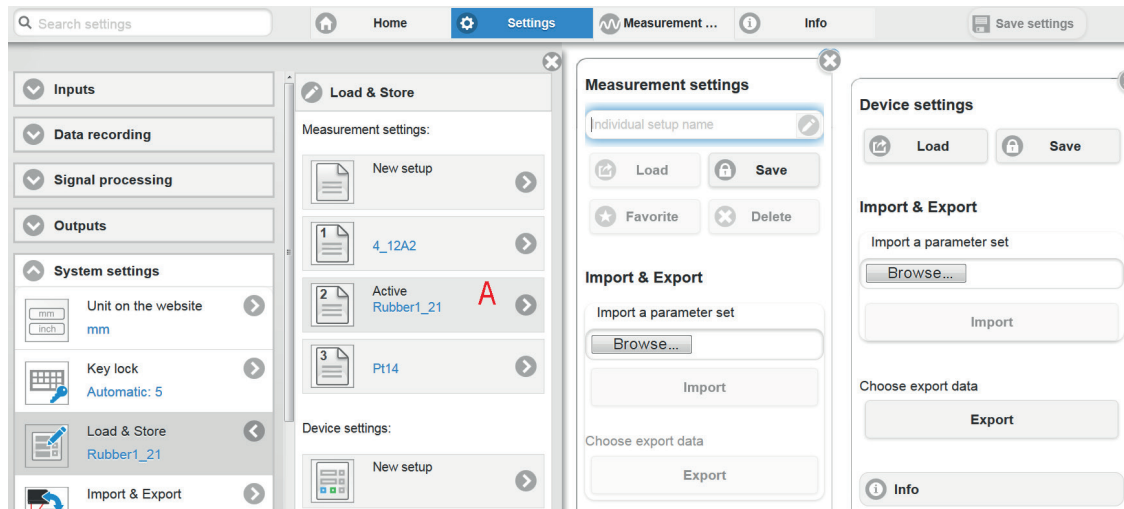 Search settings
Home
Settings
Measurement ...
Info
Save settings
Inputs
Data recording
Signal processing
Outputs
System settings
mm
inch
Unit on the website
mm
Key lock
Automatic: 5
Load & Store
Rubber1_21
Import & Export
Load & Store
Measurement settings:
New setup
1
4_12A2
2
Active
Rubber1_21
A
3
Pt14
Device settings:
New setup
Measurement settings
Individual setup name
Load
Save
Favorite
Delete
Import & Export
Import a parameter set
Browse...
Import
Choose export data
Export
Device settings
Load
Save
Import & Export
Import a parameter set
Browse...
Import
Choose export data
Export
Info